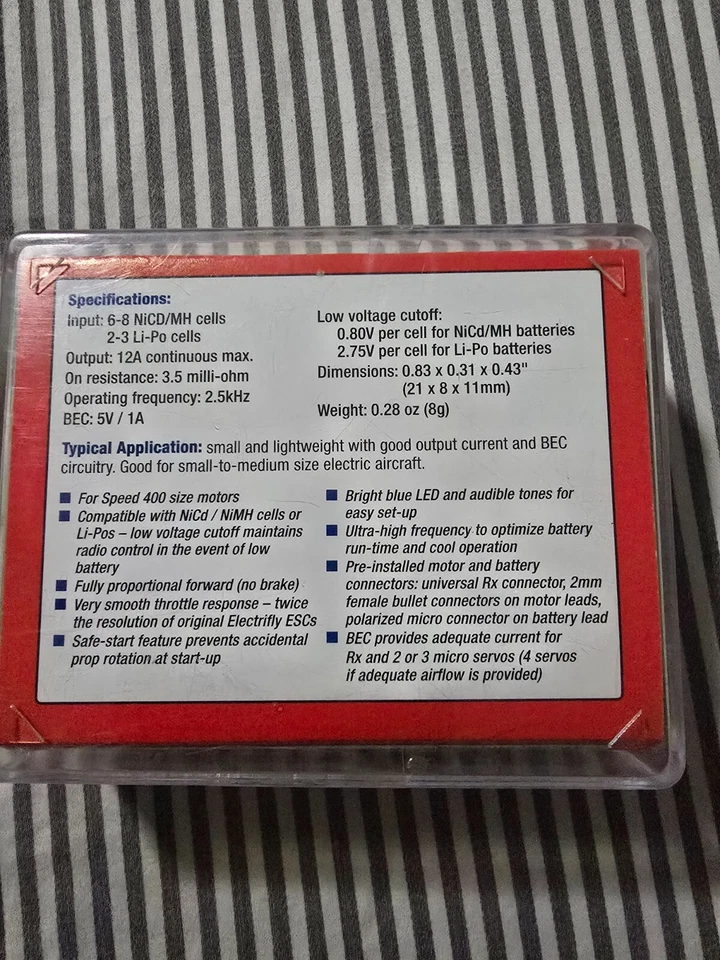 Specifications:
Input: 6-8 NiCD/MH cells
2-3 Li-Po cells
Output: 12A continuous max.
On resistance: 3.5 milli-ohm
Operating frequency: 2.5kHz
BEC: 5V / 1A
Low voltage cutoff:
0.80V per cell for NiCd/MH batteries
2.75V per cell for Li-Po batteries
Dimensions: 0.83 x 0.31 x 0.43"
(21 x 8 x 11mm)
Weight: 0.28 oz (8g)
Typical Application: small and lightweight with good output current and BEC
circuitry. Good for small-to-medium size electric aircraft.
For Speed 400 size motors
Compatible with NiCd / NiMH cells or
Li-Pos – low voltage cutoff maintains
radio control in the event of low
battery
Fully proportional forward (no brake)
Very smooth throttle response – twice
the resolution of original Electrifly ESCs
Safe-start feature prevents accidental
prop rotation at start-up
Bright blue LED and audible tones for
easy set-up
Ultra-high frequency to optimize battery
run-time and cool operation
Pre-installed motor and battery
connectors: universal Rx connector, 2mm
female bullet connectors on motor leads,
polarized micro connector on battery lead
BEC provides adequate current for
Rx and 2 or 3 micro servos (4 servos
if adequate airflow is provided)